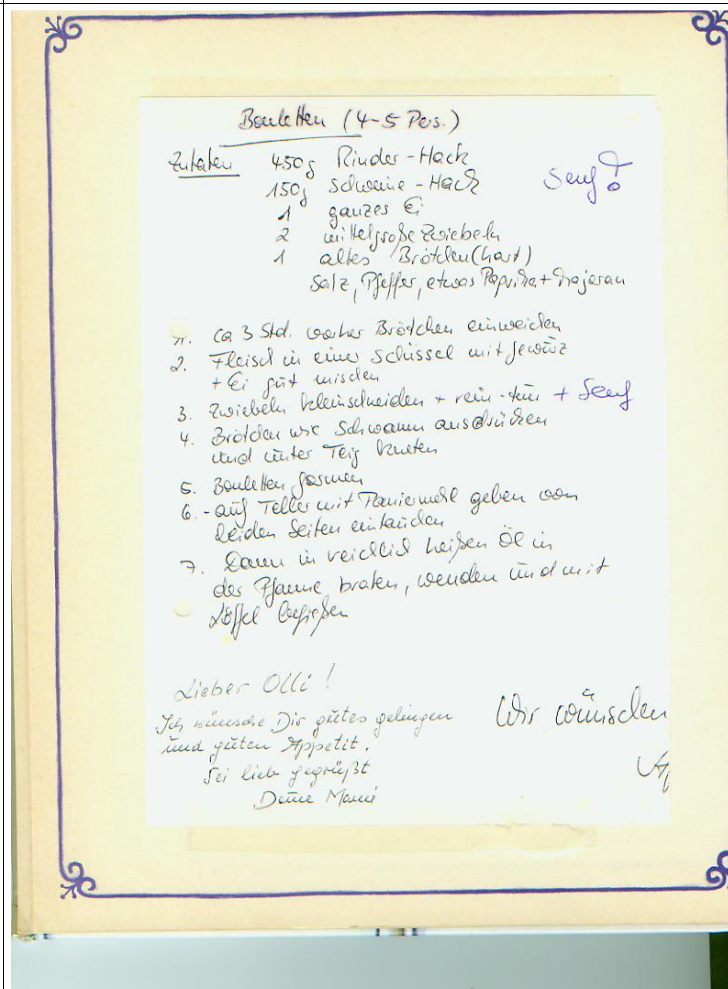 Bouletten (4-5 Pers.)
Zutaten 450g Rinder-Hack
150g Schweine-Hack
Senf!
1 ganzes Ei
2 mittelgroße Zwiebeln
1 altes Brötchen (hart)
Salz, Pfeffer, etwas Paprika + Majoran
1. ca 3 Std. vorher Brötchen einweichen
2. Fleisch in einer Schüssel mit Gewürz
+ Ei gut mischen
3. Zwiebeln kleinschneiden + rein-tun + Senf
4. Brötchen wie Schwamm ausdrücken
und unter Teig kneten
5. Bouletten formen
6. - auf Teller mit Paniermehl geben von
beiden Seiten eintauchen
7. Dann in reichlich heißen Öl in
der Pfanne braten, wenden und mit
Löffel begießen
Lieber Olli!
Ich wünsche Dir gutes gelingen
und guten Appetit.
Sei lieb gegrüßt
Deine Mami
Wir wünschen